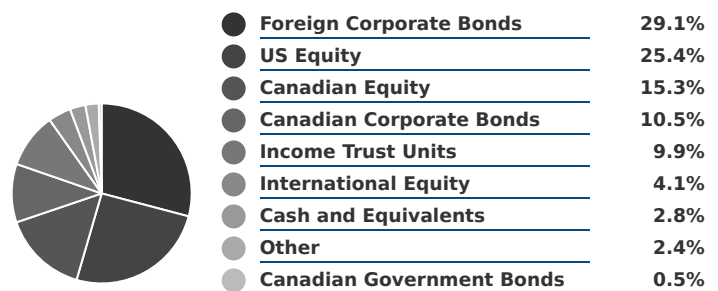 Foreign Corporate Bonds 29.1%
US Equity 25.4%
Canadian Equity 15.3%
Canadian Corporate Bonds 10.5%
Income Trust Units 9.9%
International Equity 4.1%
Cash and Equivalents 2.8%
Other 2.4%
Canadian Government Bonds 0.5%